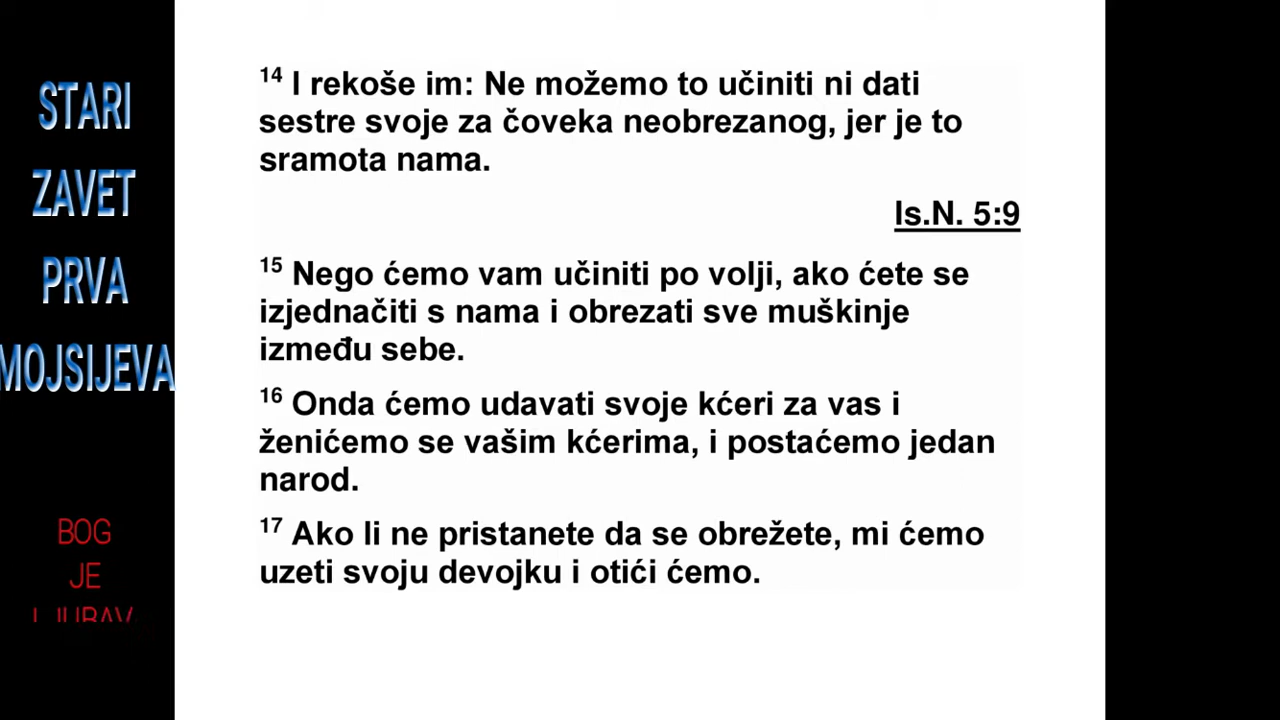 STARI
ZAVET
PRVA
MOJSIJEVA
BOG
JE
14 I rekoše im: Ne možemo to učiniti ni dati
sestre svoje za čoveka neobrezanog, jer je to
sramota nama.
Is.N. 5:9
15 Nego ćemo vam učiniti po volji, ako ćete se
izjednačiti s nama i obrezati sve muškinje
između sebe.
16 Onda ćemo udavati svoje kćeri za vas i
ženićemo se vašim kćerima, i postaćemo jedan
narod.
17 Ako li ne pristanete da se obrežete, mi ćemo
uzeti svoju devojku i otići ćemo.